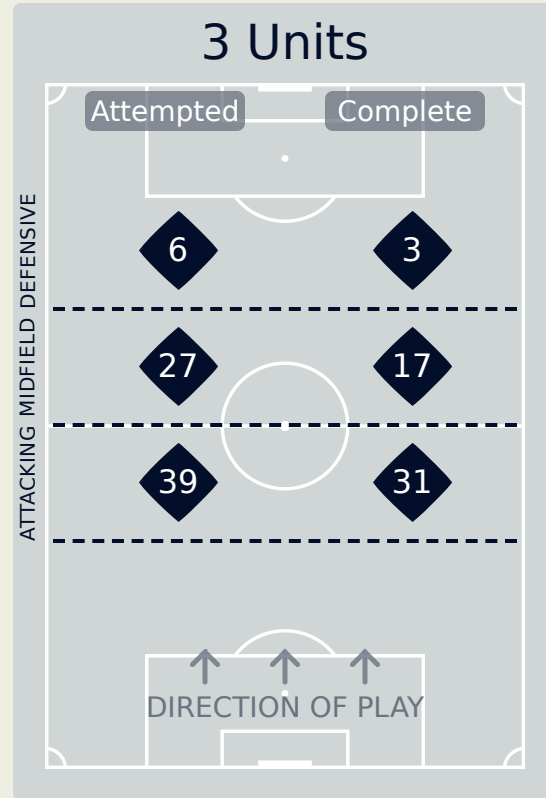 3 Units
Attempted Complete
6 3
27 17
39 31
ATTACKING MIDFIELD DEFENSIVE
DIRECTION OF PLAY